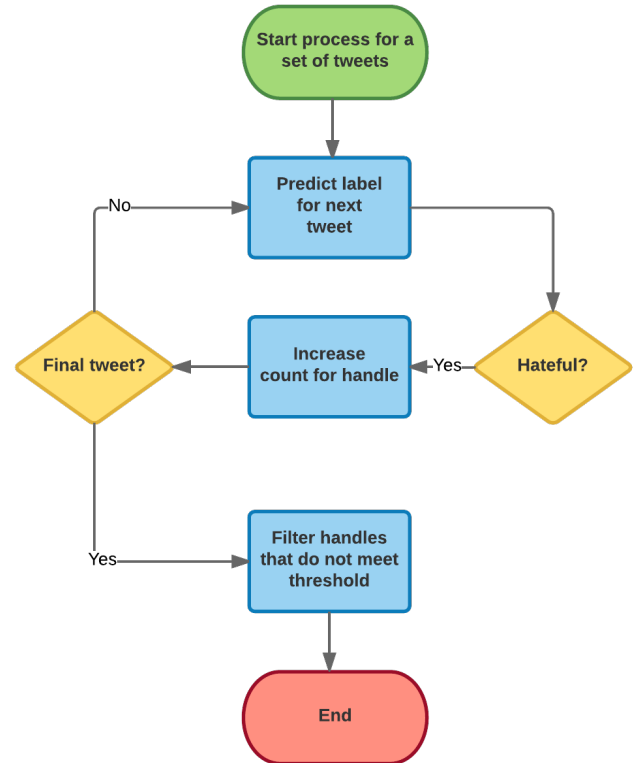 Start process for a
set of tweets
Predict label
for next
tweet
No
Final tweet?
Increase
count for handle
Yes
Hateful?
Yes
Filter handles
that do not meet
threshold
End